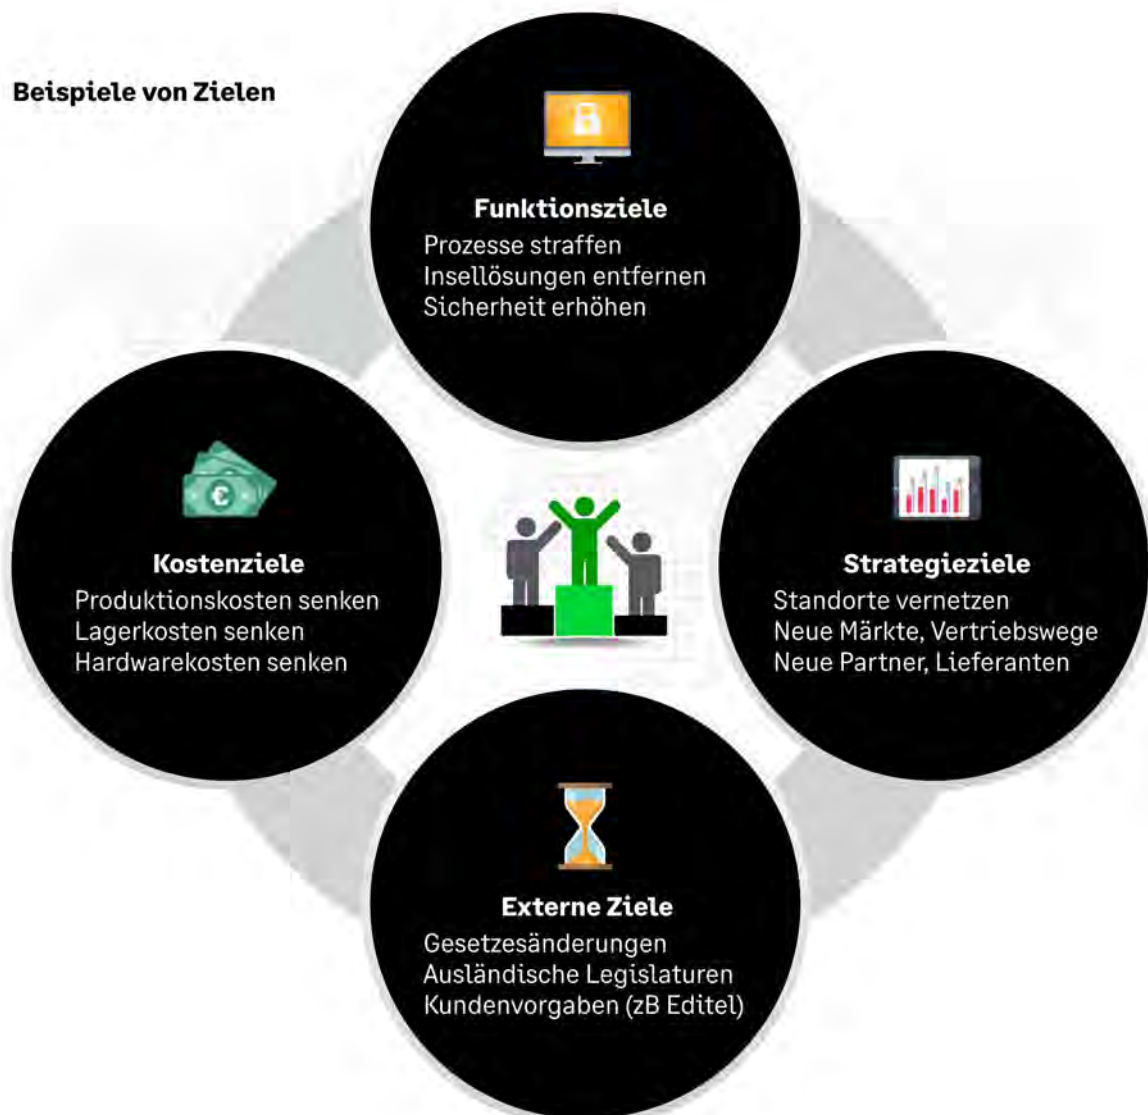 Beispiele von Zielen
Funktionsziele
Prozesse straffen
Insellösungen entfernen
Sicherheit erhöhen
€
Kostenziele
Produktionskosten senken
Lagerkosten senken
Hardwarekosten senken
Strategieziele
Standorte vernetzen
Neue Märkte, Vertriebswege
Neue Partner, Lieferanten
Externe Ziele
Gesetzesänderungen
Ausländische Legislaturen
Kundenvorgaben (zB Editel)